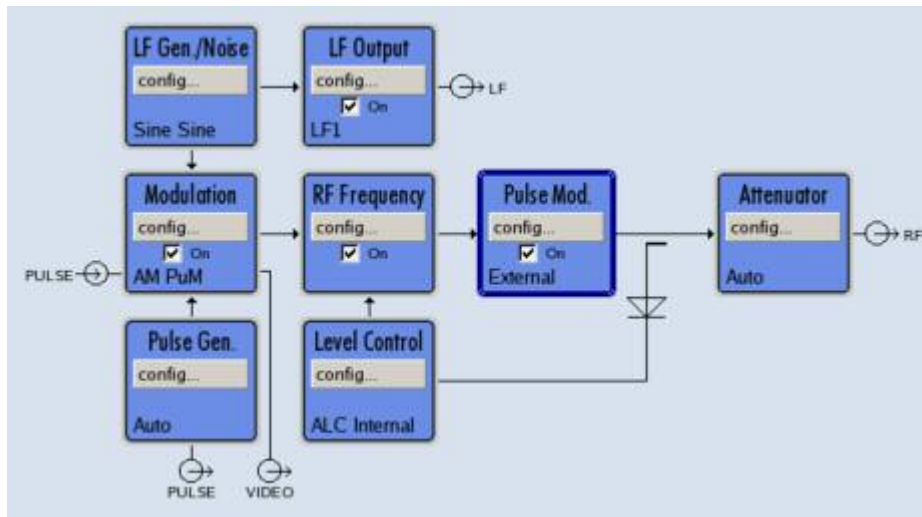 LF Gen./Noise
config...
Sine Sine
LF Output
config...
On
LF1
LF
Modulation
config...
On
AM PuM
PULSE
RF Frequency
config...
On
Pulse Mod.
config...
On
External
Attenuator
config...
Auto
RF
Pulse Gen.
config...
Auto
Level Control
config...
ALC Internal
PULSE
VIDEO